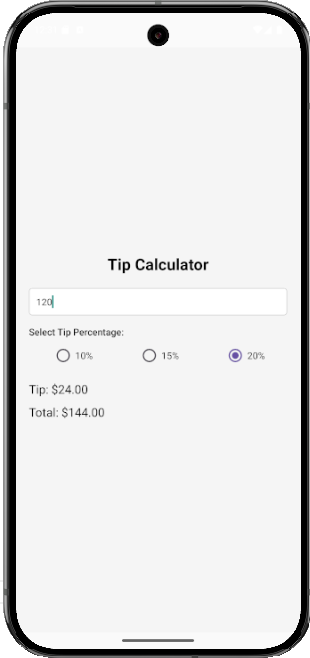 Tip Calculator
120
Select Tip Percentage:
10% 15% 20%
Tip: $24.00
Total: $144.00